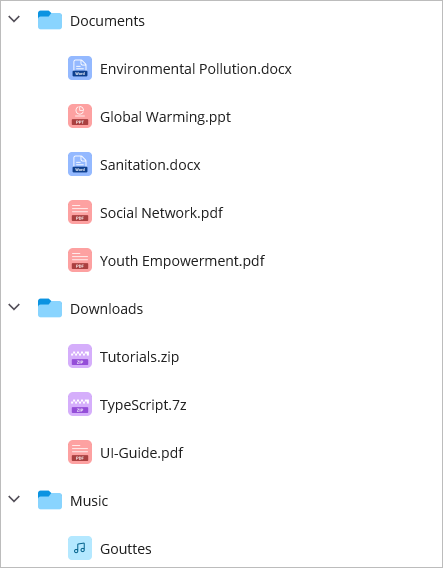 Documents
Word
Environmental Pollution.docx
PPT
Global Warming.ppt
Word
Sanitation.docx
PDF
Social Network.pdf
PDF
Youth Empowerment.pdf
Downloads
ZIP
Tutorials.zip
ZIP
TypeScript.7z
PDF
UI-Guide.pdf
Music
Gouttes